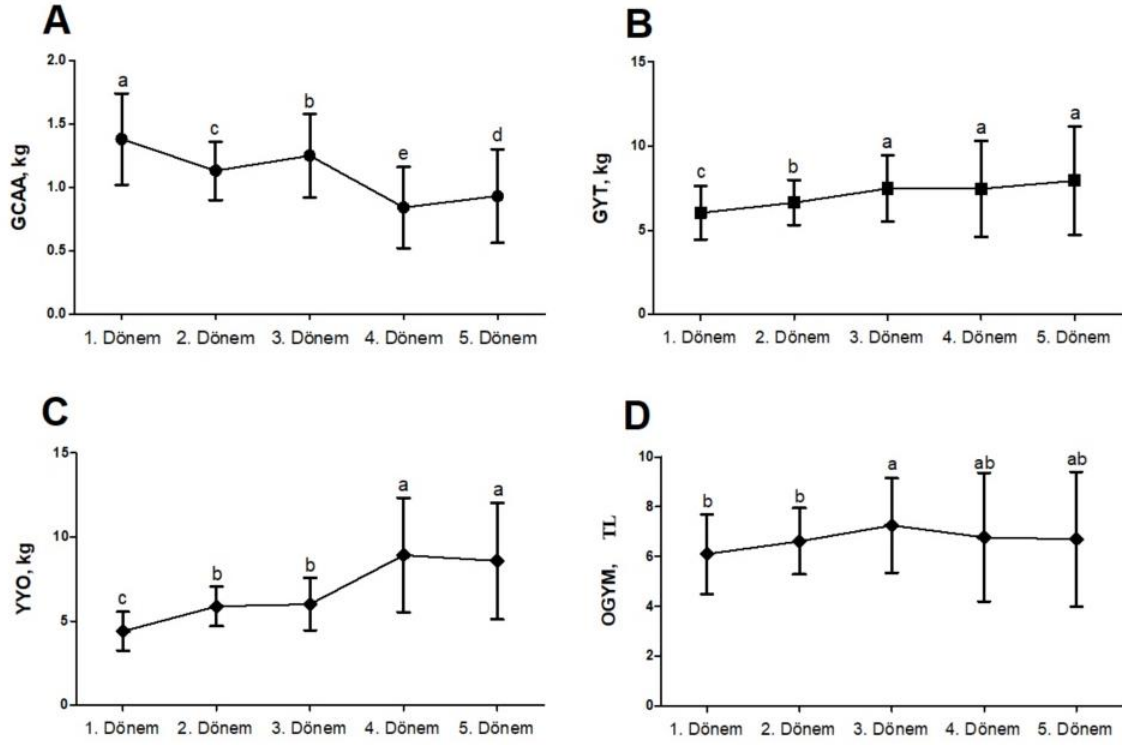 A
GCAA, kg
2.0
1.5
1.0
0.5
0.0
a
c
b
e
d
1. Dönem 2. Dönem 3. Dönem 4. Dönem 5. Dönem
B
GYT, kg
15
10
5
0
c
b
a
a
a
1. Dönem 2. Dönem 3. Dönem 4. Dönem 5. Dönem
C
YYO, kg
15
10
5
0
c
b
b
a
a
1. Dönem 2. Dönem 3. Dönem 4. Dönem 5. Dönem
D
OGYM, TL
10
8
6
4
2
0
b
b
a
ab
ab
1. Dönem 2. Dönem 3. Dönem 4. Dönem 5. Dönem